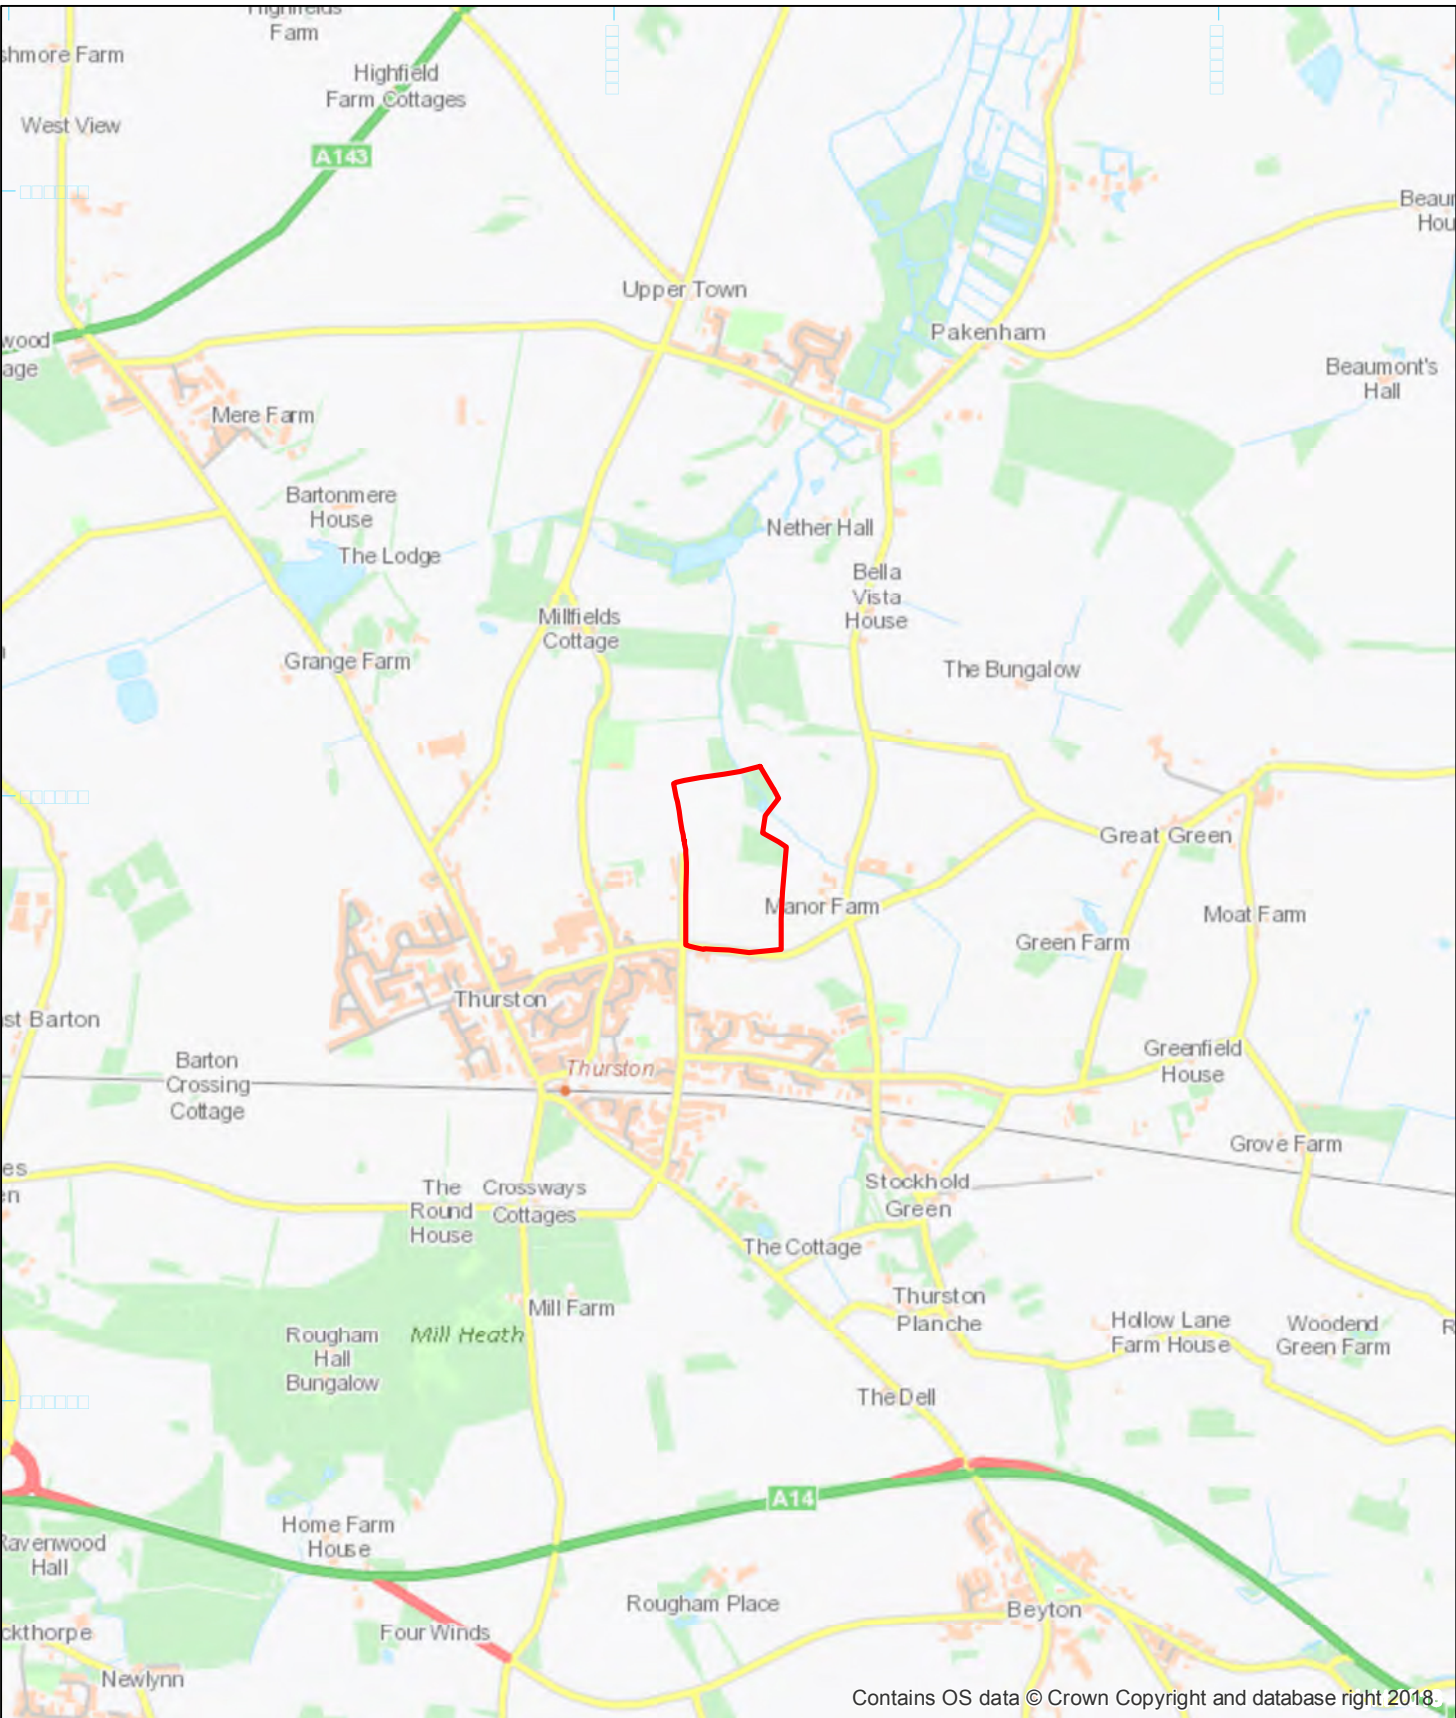 Highfields
Farm
shmore Farm
Highfield
Farm Cottages
West View
A143
Beaur
Hou
Upper Town
Pakenham
wood
age
Beaumont's
Hall
Mere Farm
Bartonmere
House
Nether Hall
The Lodge
Bella
Vista
House
Millfields
Cottage
Grange Farm
The Bungalow
Great Green
Manor Farm
Moat Farm
Green Farm
Thurston
st Barton
Barton
Crossing
Cottage
Thurston
Greenfield
House
Grove Farm
es
en
The
Round
House
Crossways
Cottages
Stockhold
Green
The Cottage
Mill Farm
Thurston
Planche
Hollow Lane
Farm House
Woodend
Green Farm
R
Rougham
Hall
Bungalow
Mill Heath
The Dell
A14
Home Farm
House
Ravenwood
Hall
Rougham Place
Beyton
ckthorpe
Four Winds
Newlynn
Contains OS data © Crown Copyright and database right 2018